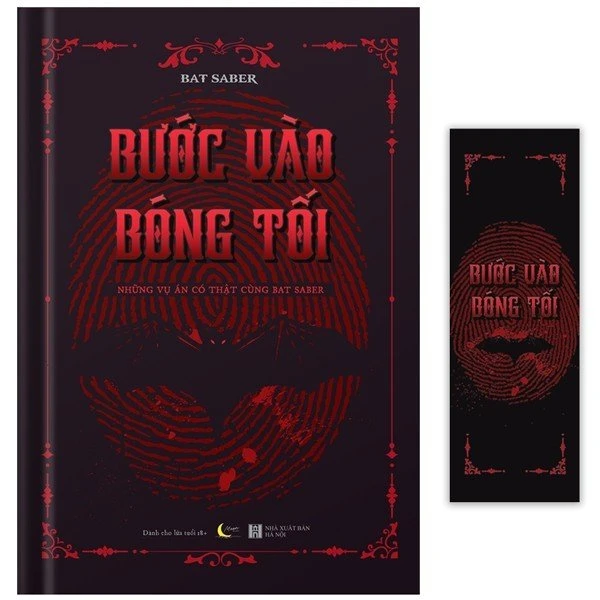 BAT SABER
BƯỚC VÀO
BÓNG TỐI
NHỮNG VỤ ÁN CÓ THẬT CÙNG BAT SABER
Dành cho lứa tuổi 18+
NHÀ XUẤT BẢN
HÀ NỘI
BƯỚC VÀO
BÓNG TỐI